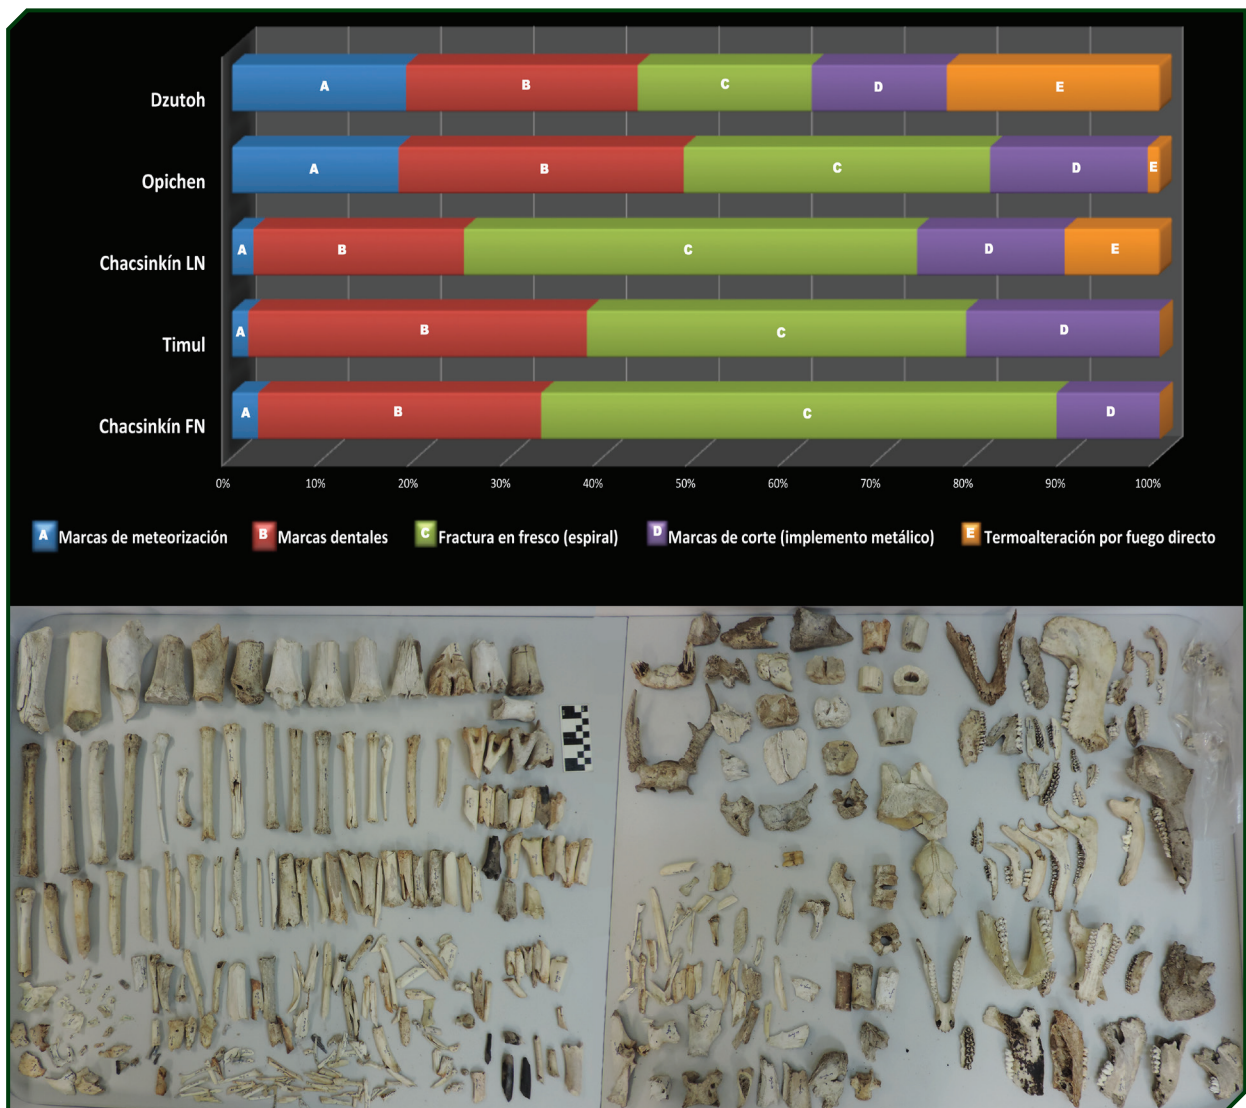 Dzutoh
A B C D E
Opichen
A B C D E
Chacsinkín LN
A B C D E
Timul
A B C D
Chacsinkín FN
A B C D
0% 10% 20% 30% 40% 50% 60% 70% 80% 90% 100%
A Marcas de meteorización B Marcas dentales C Fractura en fresco (espiral) D Marcas de corte (implemento metálico) E Termoalteración por fuego directo